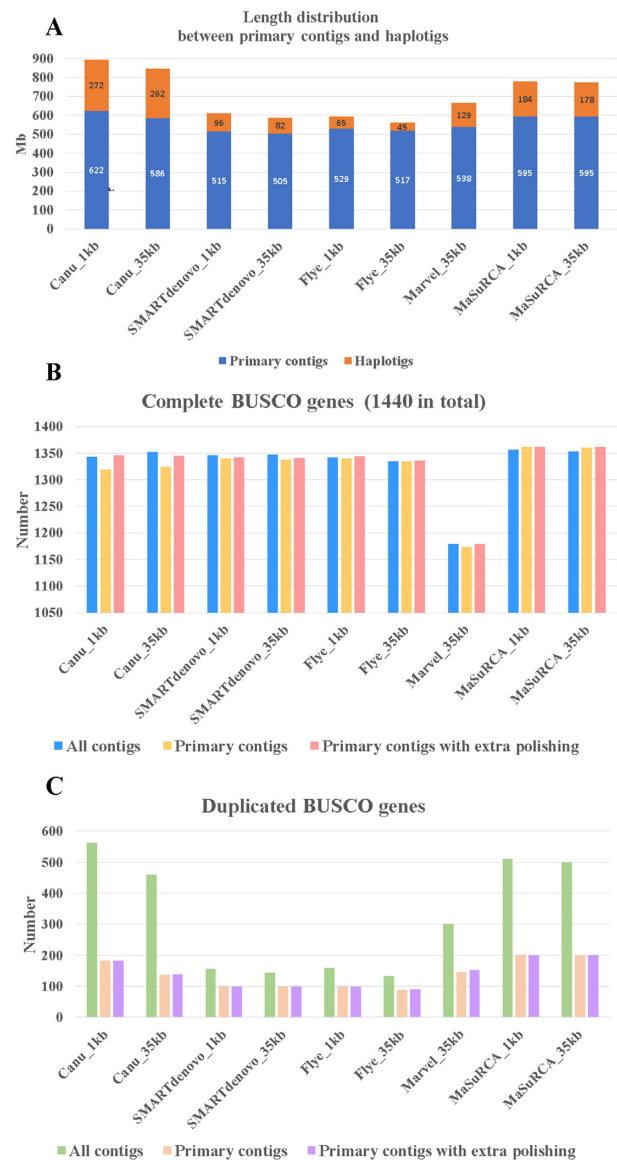 A
Length distribution
between primary contigs and haplotigs
Mb
900
800
700
600
500
400
300
200
100
0
272
262
96
82
65
45
129
184
178
622
586
515
505
529
517
538
595
595
A.
Canu_1kb
Canu_35kb
SMARTdenovo_1kb
SMARTdenovo_35kb
Flye_1kb
Flye_35kb
Marvel_35kb
MaSuRCA_1kb
MaSuRCA_35kb
Primary contigs
Haplotigs
B
Complete BUSCO genes (1440 in total)
Number
1400
1350
1300
1250
1200
1150
1100
1050
Canu_1kb
Canu_35kb
SMARTdenovo_1kb
SMARTdenovo_35kb
Flye_1kb
Flye_35kb
Marvel_35kb
MaSuRCA_1kb
MaSuRCA_35kb
All contigs
Primary contigs
Primary contigs with extra polishing
C
Duplicated BUSCO genes
Number
600
500
400
300
200
100
0
Canu_1kb
Canu_35kb
SMARTdenovo_1kb
SMARTdenovo_35kb
Flye_1kb
Flye_35kb
Marvel_35kb
MaSuRCA_1kb
MaSuRCA_35kb
All contigs
Primary contigs
Primary contigs with extra polishing